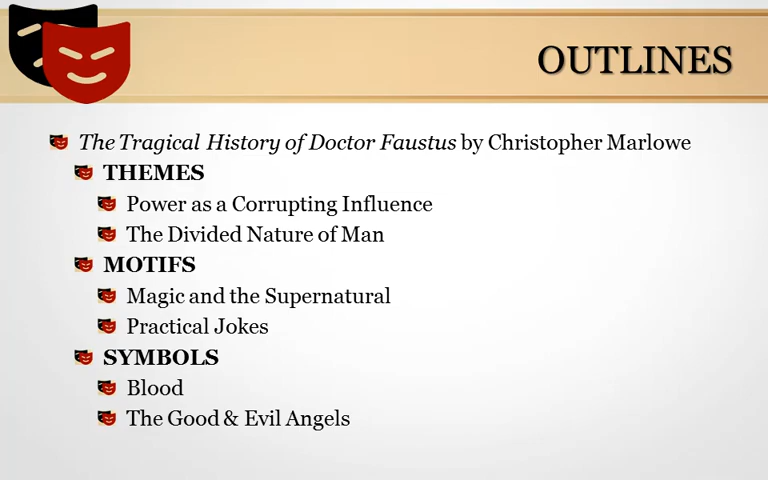 OUTLINES
The Tragical History of Doctor Faustus by Christopher Marlowe
THEMES
Power as a Corrupting Influence
The Divided Nature of Man
MOTIFS
Magic and the Supernatural
Practical Jokes
SYMBOLS
Blood
The Good & Evil Angels